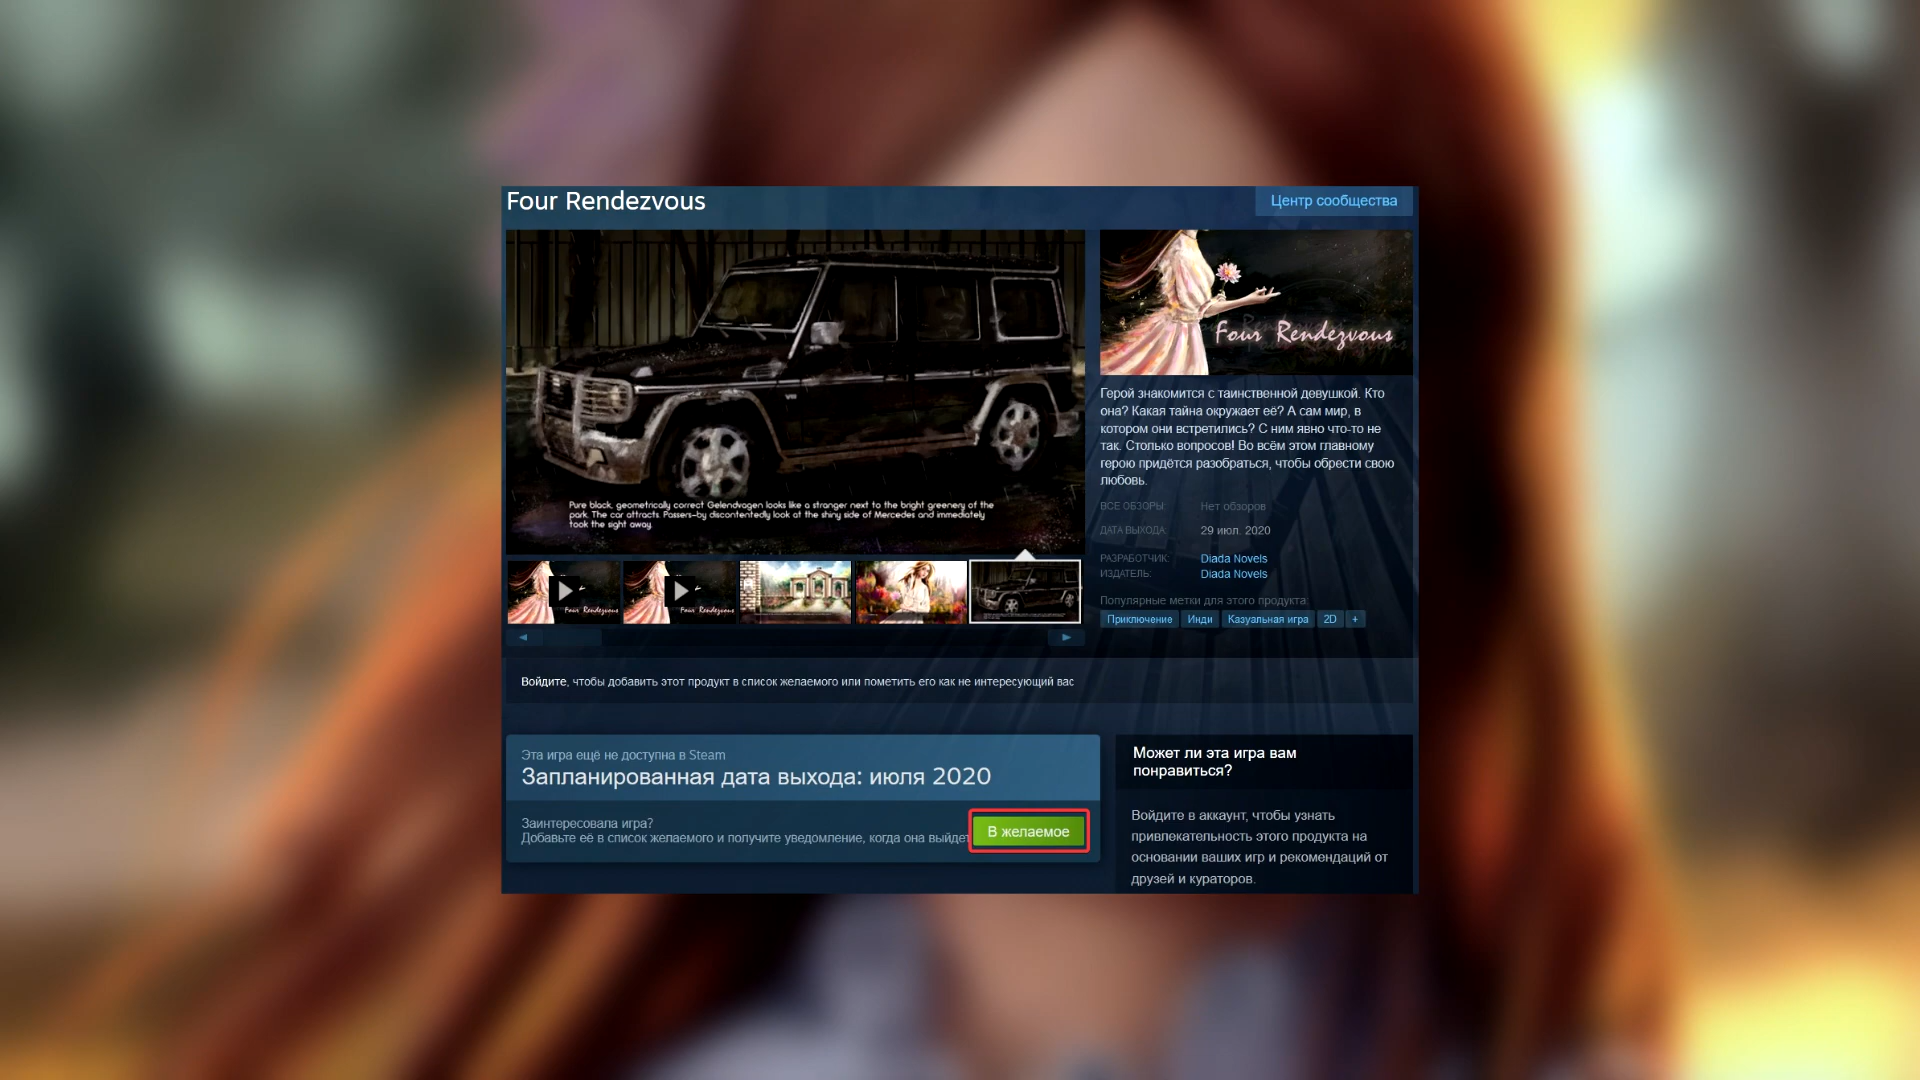 Four Rendezvous
Центр сообщества
Pure black, geometrically correct Gelendvagen looks like a stranger next to the bright greenery of the
park. The car attracts. Passers-by discontentedly look at the shiny side of Mercedes and immediately
took the sight away.
Four Rendezvous
Герой знакомится с таинственной девушкой. Кто
она? Какая тайна окружает её? А сам мир, в
котором они встретились? С ним явно что-то не
так. Столько вопросов! Во всём этом главному
герою придётся разобраться, чтобы обрести свою
любовь.
ВСЕ ОБЗОРЫ: Нет обзоров
ДАТА ВЫХОДА: 29 июл. 2020
РАЗРАБОТЧИК: Diada Novels
ИЗДАТЕЛЬ: Diada Novels
Популярные метки для этого продукта:
Приключение Инди Казуальная игра 2D +
Four Rendezvous
Four Rendezvous
Войдите, чтобы добавить этот продукт в список желаемого или пометить его как не интересующий вас
Эта игра ещё не доступна в Steam
Запланированная дата выхода: июля 2020
Заинтересовала игра?
Добавьте её в список желаемого и получите уведомление, когда она выйдет
В желаемое
Может ли эта игра вам
понравиться?
Войдите в аккаунт, чтобы узнать
привлекательность этого продукта на
основании ваших игр и рекомендаций от
друзей и кураторов.